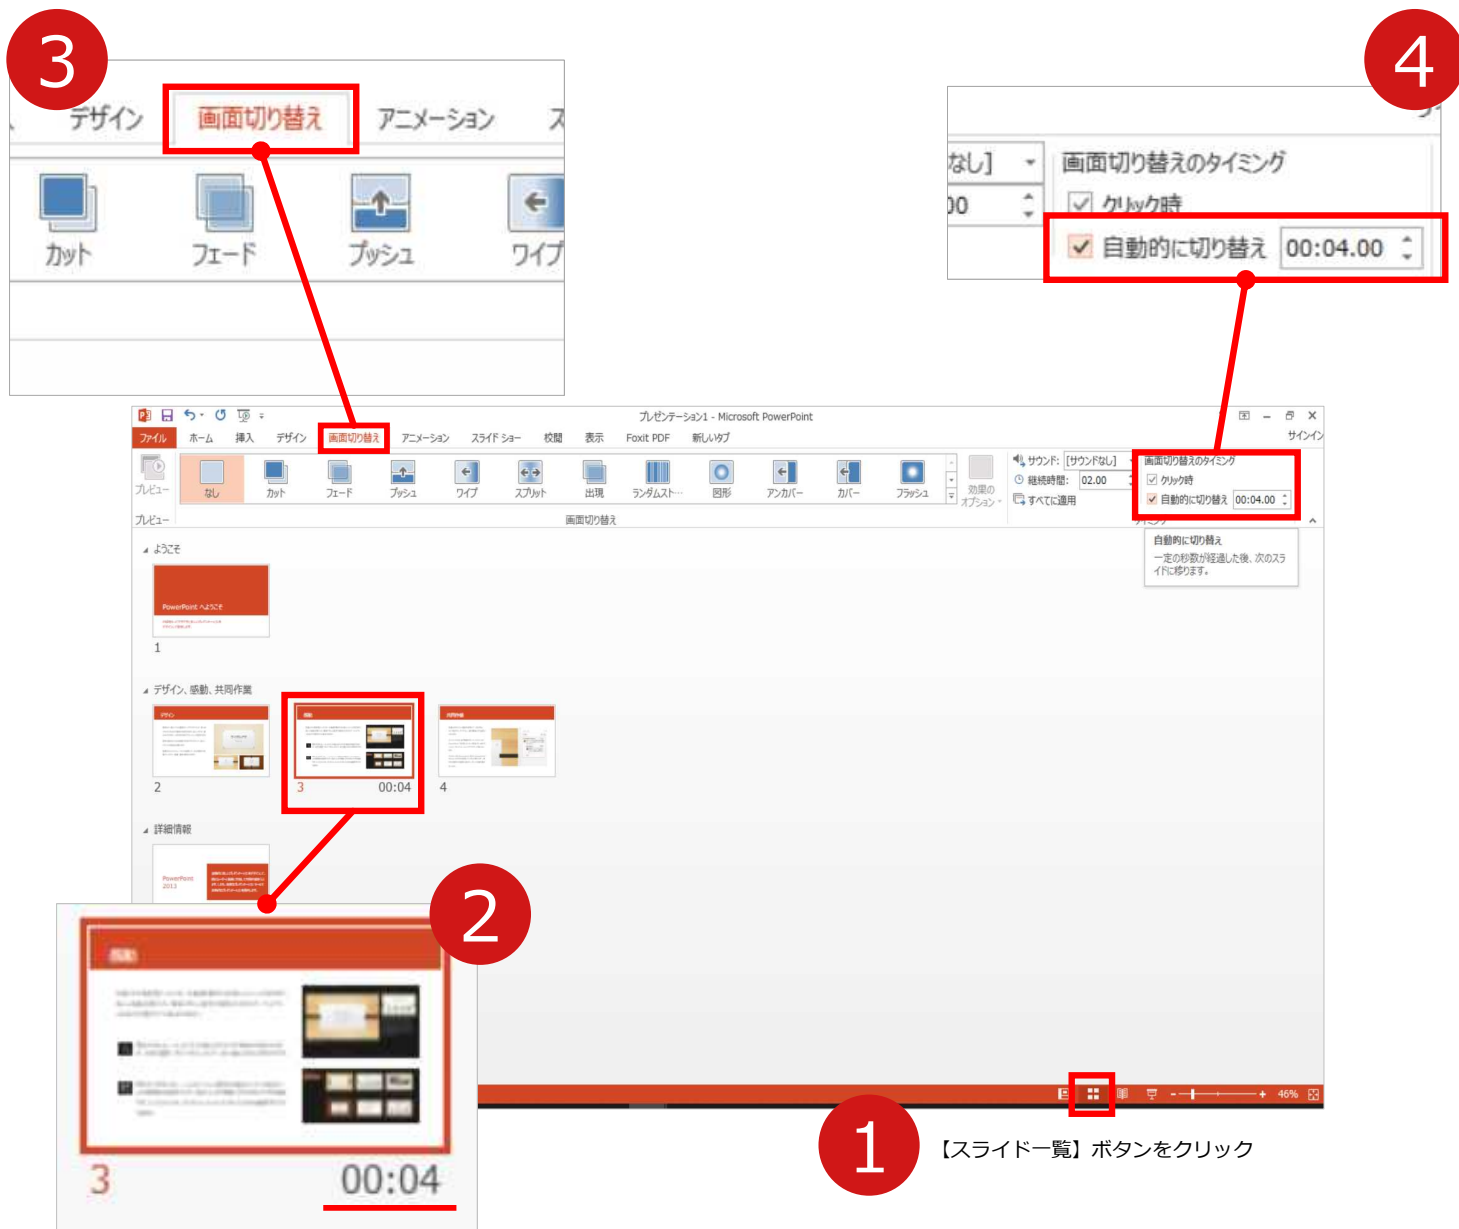 3
デザイン 画面切り替え アニメーション ス
カット フェード プッシュ ワイプ
4
なし] 画面切り替えのタイミング
00 クリック時
自動的に切り替え 00:04.00
プレゼンテーション1 - Microsoft PowerPoint
ファイル ホーム 挿入 デザイン 画面切り替え アニメーション スライド ショー 校閲 表示 Foxit PDF 新しいタブ サインイン
プレビュー なし カット フェード プッシュ ワイプ スプリット 出現 ランダムスト… 図形 アンカバー カバー フラッシュ 効果のオプション
サウンド: [サウンドなし] 画面切り替えのタイミング
継続時間: 02.00 クリック時
すべてに適用 自動的に切り替え 00:04.00
プレビュー 画面切り替え
自動的に切り替え
一定の秒数が経過した後、次のスラ
イドに移ります。
ようこそ
PowerPoint へようこそ
1
デザイン、感動、共同作業
デザイン
2
3 00:04
4
詳細情報
PowerPoint
2013
2
3 00:04
46%
1
【スライド一覧】ボタンをクリック